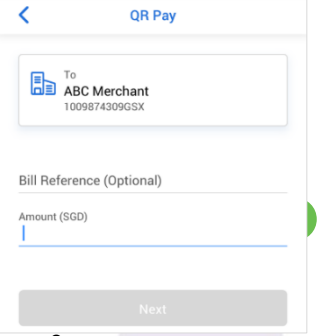 QR Pay
To
ABC Merchant
1009874309GSX
Bill Reference (Optional)
Amount (SGD)
Next